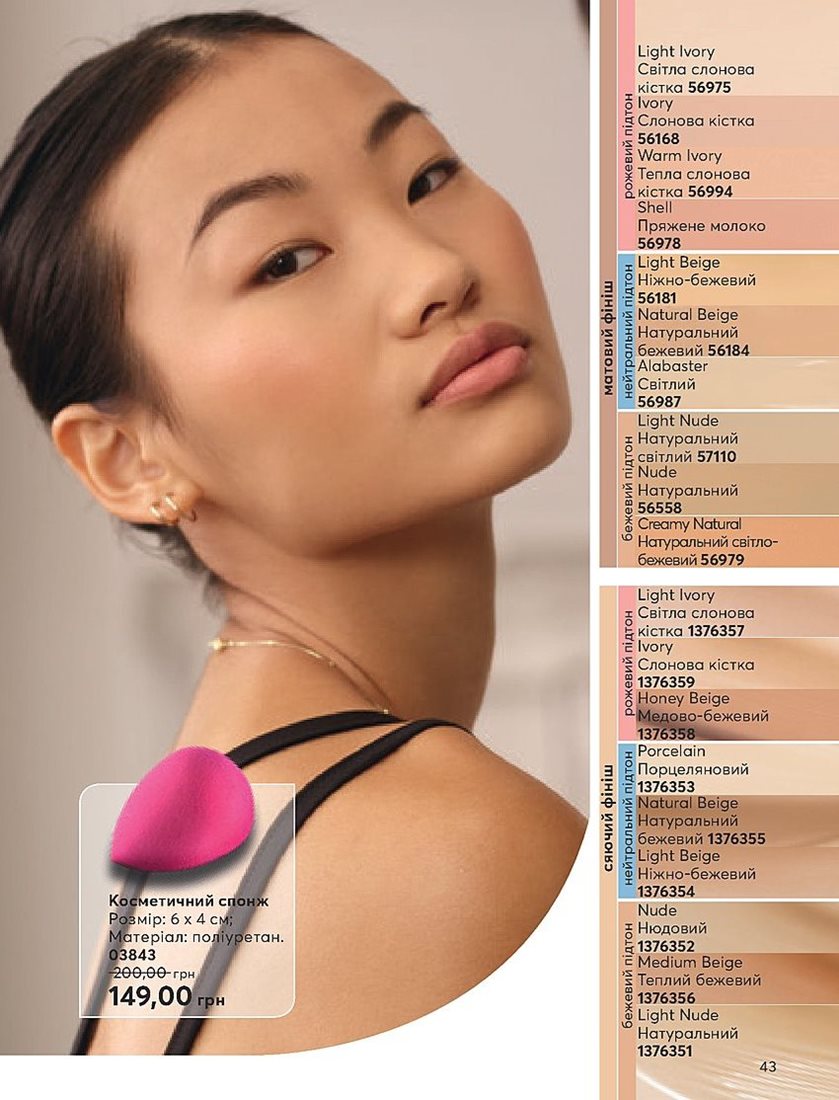 Light Ivory
Світла слонова
кістка 56975
Ivory
Слонова кістка
56168
Warm Ivory
Тепла слонова
кістка 56994
Shell
Пряжене молоко
56978
рожевий підтон
Light Beige
Ніжно-бежевий
56181
Natural Beige
Натуральний
бежевий 56184
Alabaster
Світлий
56987
нейтральний підтон
матовий фініш
Light Nude
Натуральний
світлий 57110
Nude
Натуральний
56558
Creamy Natural
Натуральний світло-
бежевий 56979
бежевий підтон
Light Ivory
Світла слонова
кістка 1376357
Ivory
Слонова кістка
1376359
Honey Beige
Медово-бежевий
1376358
рожевий підтон
Porcelain
Порцеляновий
1376353
Natural Beige
Натуральний
бежевий 1376355
Light Beige
Ніжно-бежевий
1376354
нейтральний підтон
сяючий фініш
Nude
Нюдовий
1376352
Medium Beige
Теплий бежевий
1376356
Light Nude
Натуральний
1376351
бежевий підтон
Косметичний спонж
Розмір: 6 х 4 см;
Матеріал: поліуретан.
03843
200,00 грн
149,00 грн
43